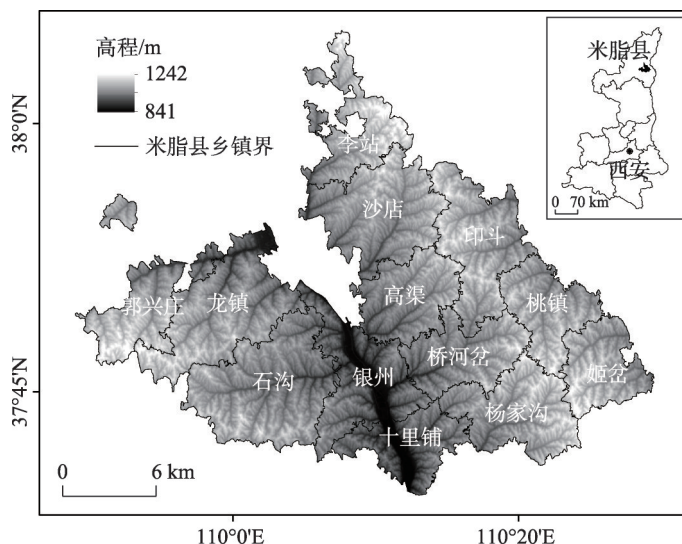 高程/m
1242
841
米脂县乡镇界
米脂县
西安
0 70 km
38°0′N
37°45′N
李站
沙店
印斗
郭兴庄
龙镇
高渠
桃镇
石沟
银州
桥河岔
姬岔
杨家沟
十里铺
0 6 km
110°0′E
110°20′E